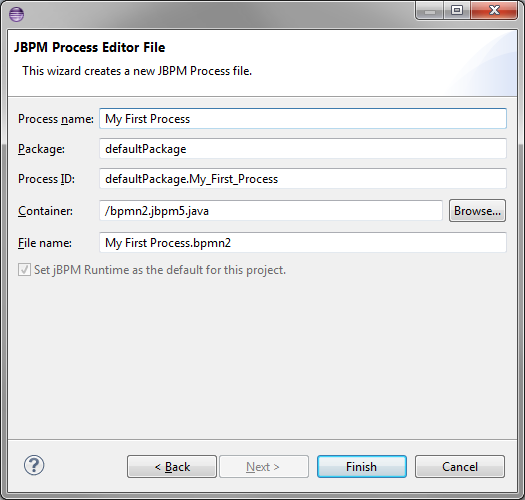 JBPM Process Editor File
This wizard creates a new JBPM Process file.
Process name: My First Process
Package: defaultPackage
Process ID: defaultPackage.My_First_Process
Container: /bpmn2.jbpm5.java Browse...
File name: My First Process.bpmn2
Set jBPM Runtime as the default for this project.
? < Back Next > Finish Cancel